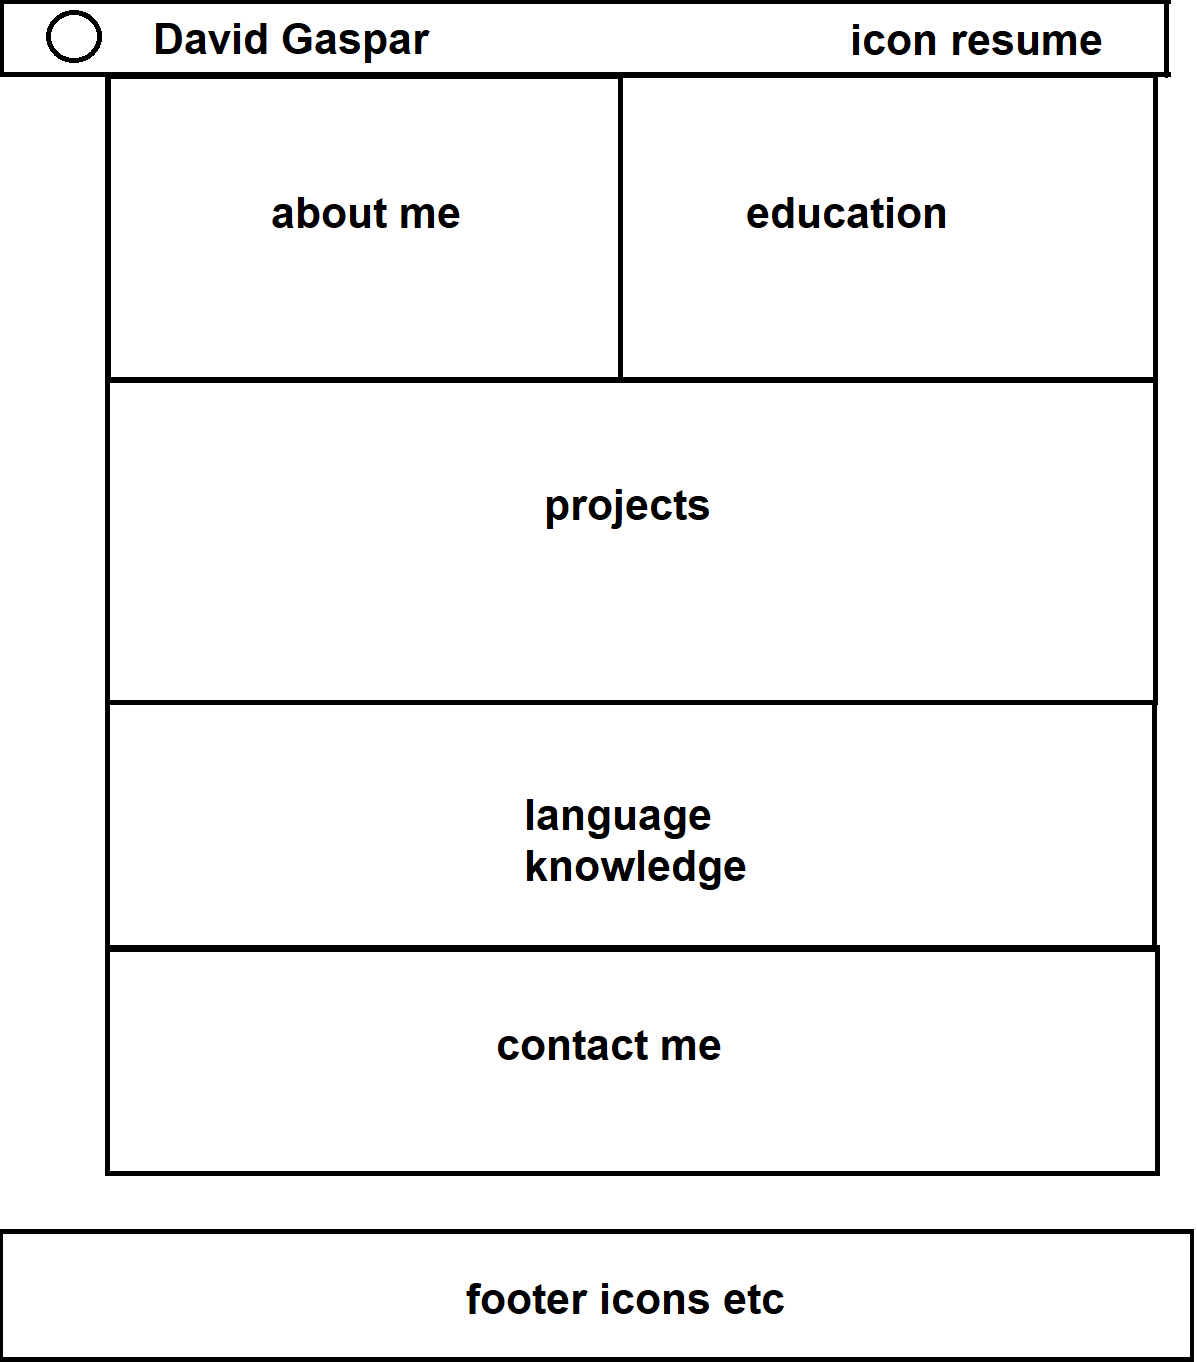 David Gaspar
icon resume
about me
education
projects
language
knowledge
contact me
footer icons etc